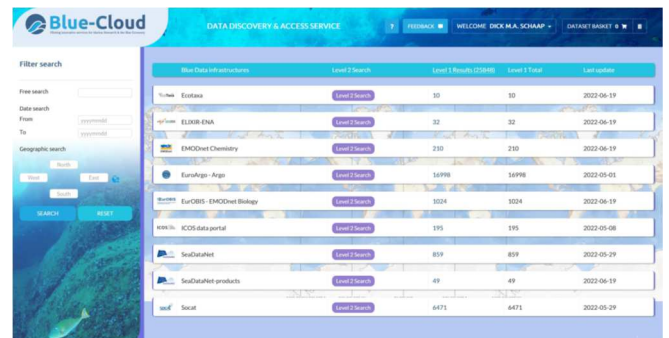 Blue-Cloud
DATA DISCOVERY & ACCESS SERVICE
?
FEEDBACK
WELCOME DICK M.A. SCHAAP
DATASET BASKET 0
Filter search
Free search
Date search
From yyyymmdd
To yyyymmdd
Geographic search
North
West East
South
SEARCH RESET
Blue Data Infrastructures Level 2 Search Level 1 Results (25848) Level 1 Total Last update
Ecotaxa Level 2 Search 10 10 2022-06-19
ELIXIR-ENA Level 2 Search 32 32 2022-06-19
EMODnet Chemistry Level 2 Search 210 210 2022-06-19
EuroArgo - Argo Level 2 Search 16998 16998 2022-05-01
EurOBIS - EMODnet Biology Level 2 Search 1024 1024 2022-06-19
ICOS data portal Level 2 Search 195 195 2022-05-08
SeaDataNet Level 2 Search 859 859 2022-05-29
SeaDataNet-products Level 2 Search 49 49 2022-06-19
Socat Level 2 Search 6471 6471 2022-05-29